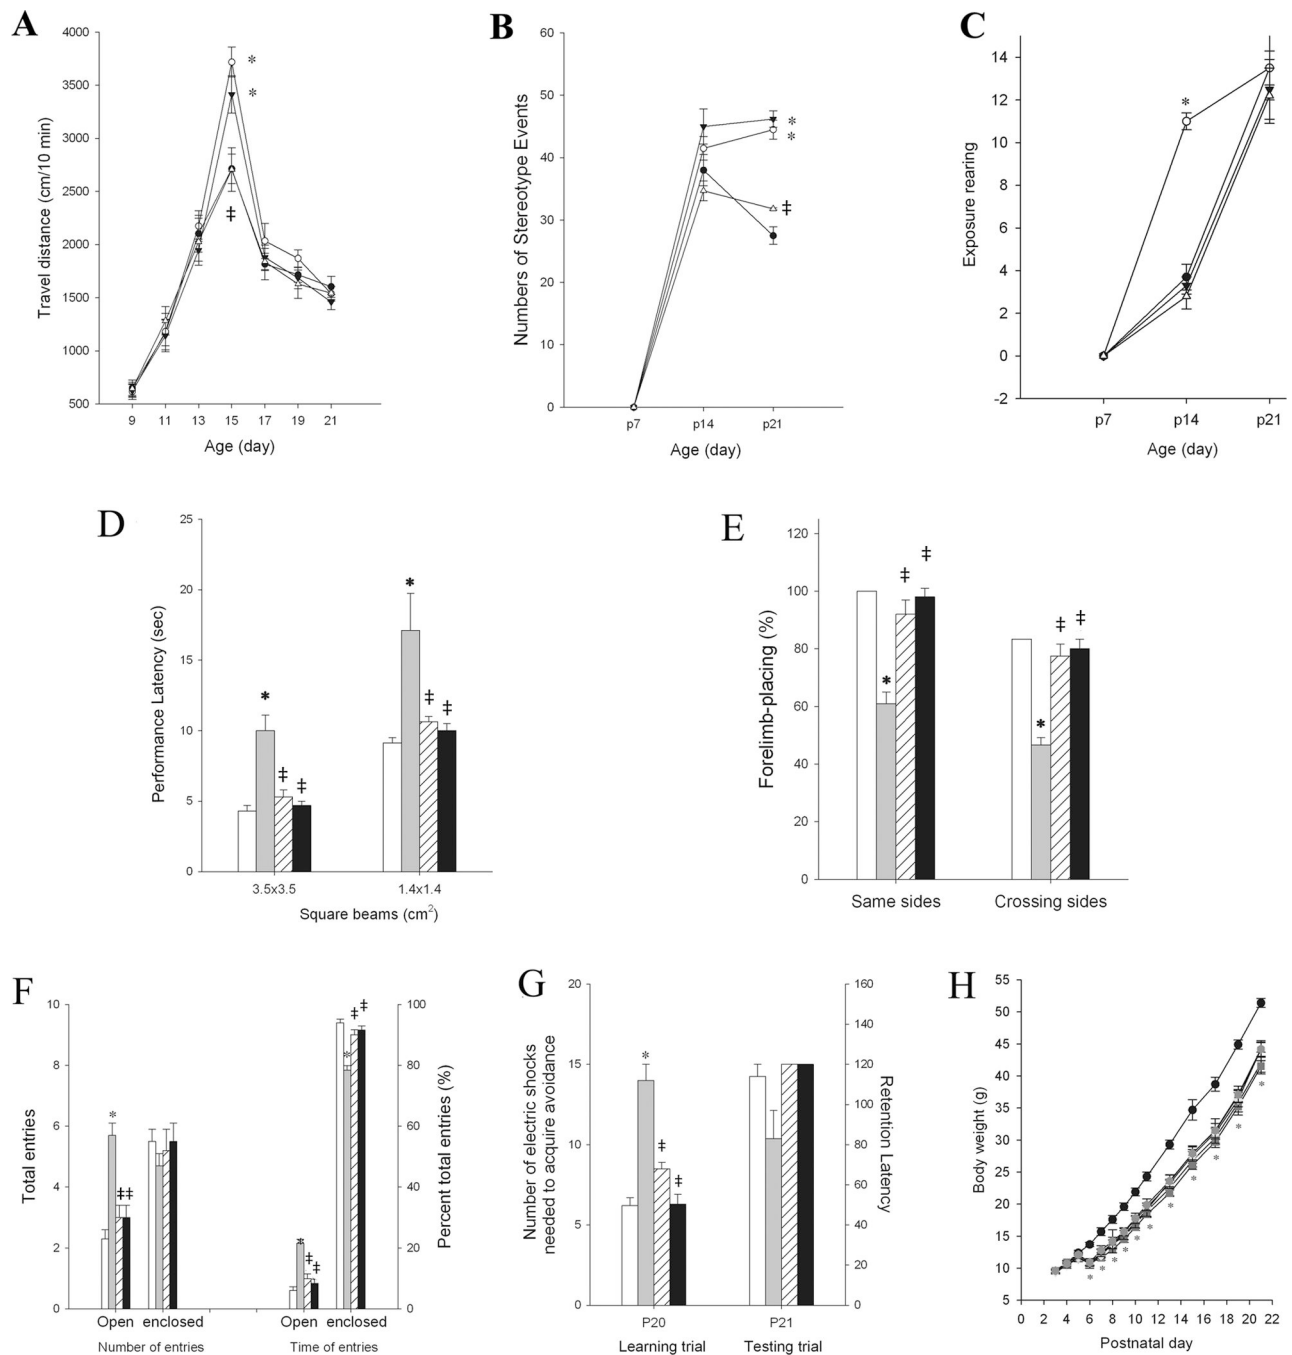 A
4000
3500
3000
2500
2000
1500
1000
500
Travel distance (cm/10 min)
* 
*
‡
9 11 13 15 17 19 21
Age (day)
B
60
50
40
30
20
10
0
Numbers of Stereotype Events
*
*
‡
p7 p14 p21
Age (day)
C
14
12
10
8
6
4
2
0
-2
Exposure rearing
*
p7 p14 p21
Age (day)
D
25
20
15
10
5
0
Performance Latency (sec)
*
*
‡ ‡
‡ ‡
3.5x3.5 1.4x1.4
Square beams (cm2)
E
120
100
80
60
40
20
0
Forelimb-placing (%)
‡ ‡
*
‡ ‡
*
Same sides Crossing sides
F
10
8
6
4
2
0
Total entries
*
‡‡
*
‡
‡
*
‡
‡
100
80
60
40
20
0
Percent total entries (%)
Open enclosed Open enclosed
Number of entries Time of entries
G
20
15
10
5
0
Number of electric shocks
needed to acquire avoidance
*
‡
‡
160
140
120
100
80
60
40
20
0
Retention Latency
P20 P21
Learning trial Testing trial
H
55
50
45
40
35
30
25
20
15
10
5
Body weight (g)
* * * * * * * * * * *
0 2 4 6 8 10 12 14 16 18 20 22
Postnatal day